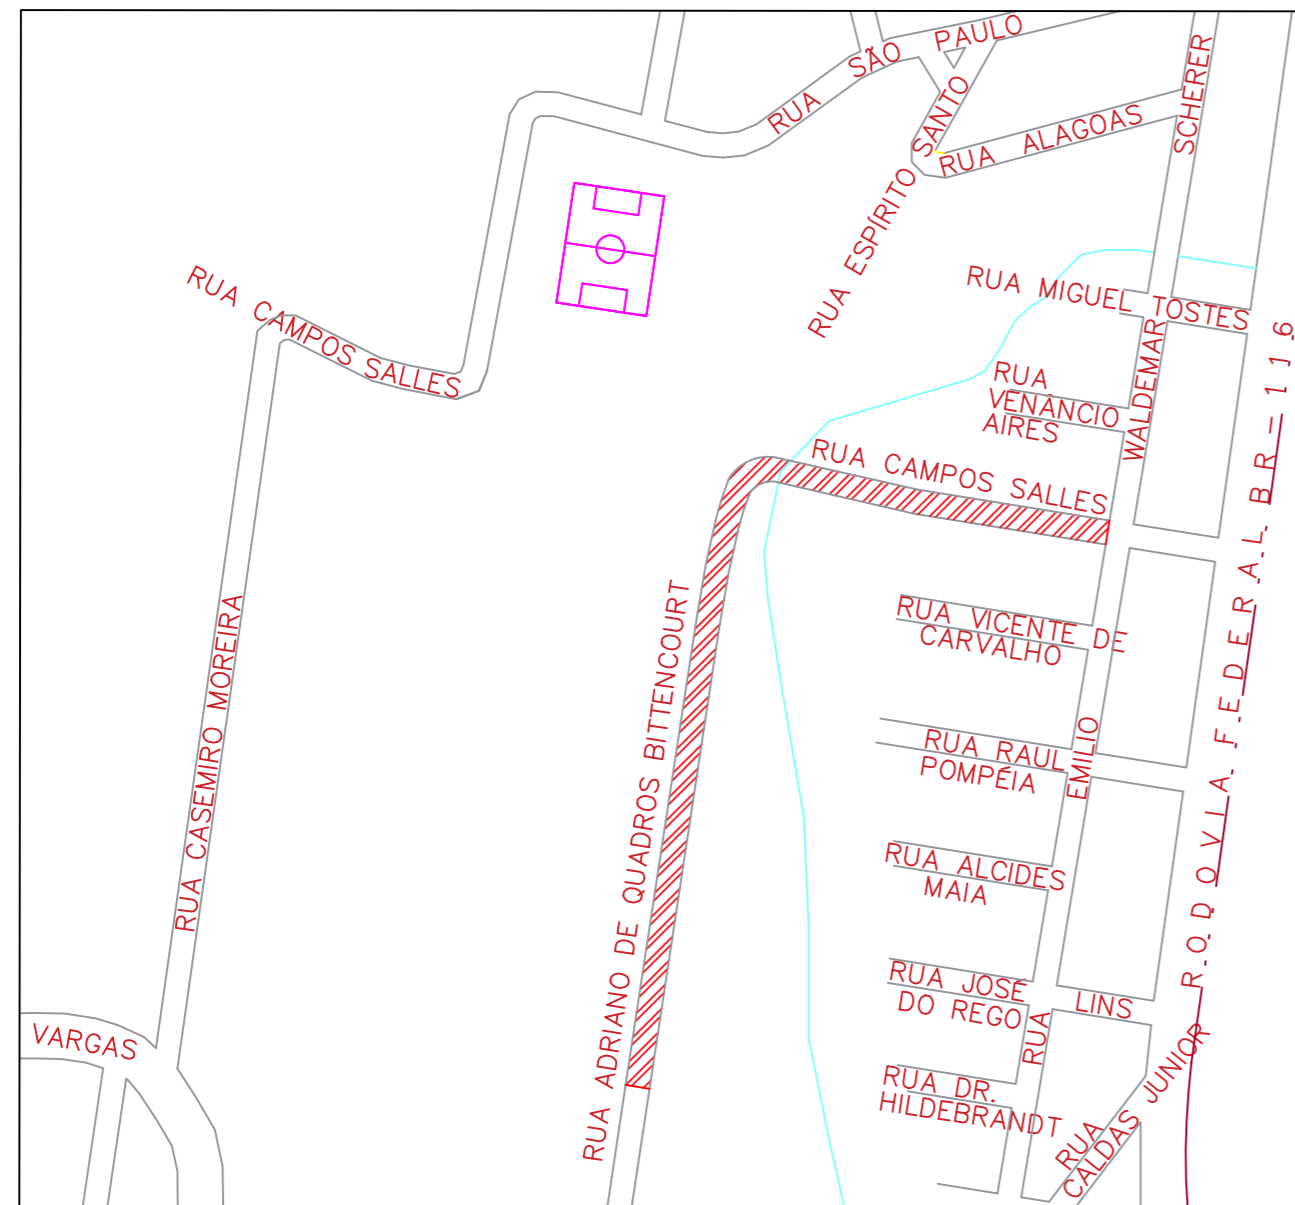 RUA SÃO PAULO
RUA ESPÍRITO SANTO
RUA ALAGOAS
RUA CAMPOS SALLES
RUA MIGUEL TOSTES
RUA
VENÂNCIO
AIRES
RUA CAMPOS SALLES
RUA VICENTE DE
CARVALHO
RUA RAUL
POMPÉIA
RUA ALCIDES
MAIA
RUA JOSÉ LINS
DO REGO
RUA DR.
HILDEBRANDT
RUA
CALDAS JUNIOR
RUA EMILIO WALDEMAR SCHERER
RODOVIA FEDERAL BR-116
RUA ADRIANO DE QUADROS BITTENCOURT
RUA CASEMIRO MOREIRA
VARGAS